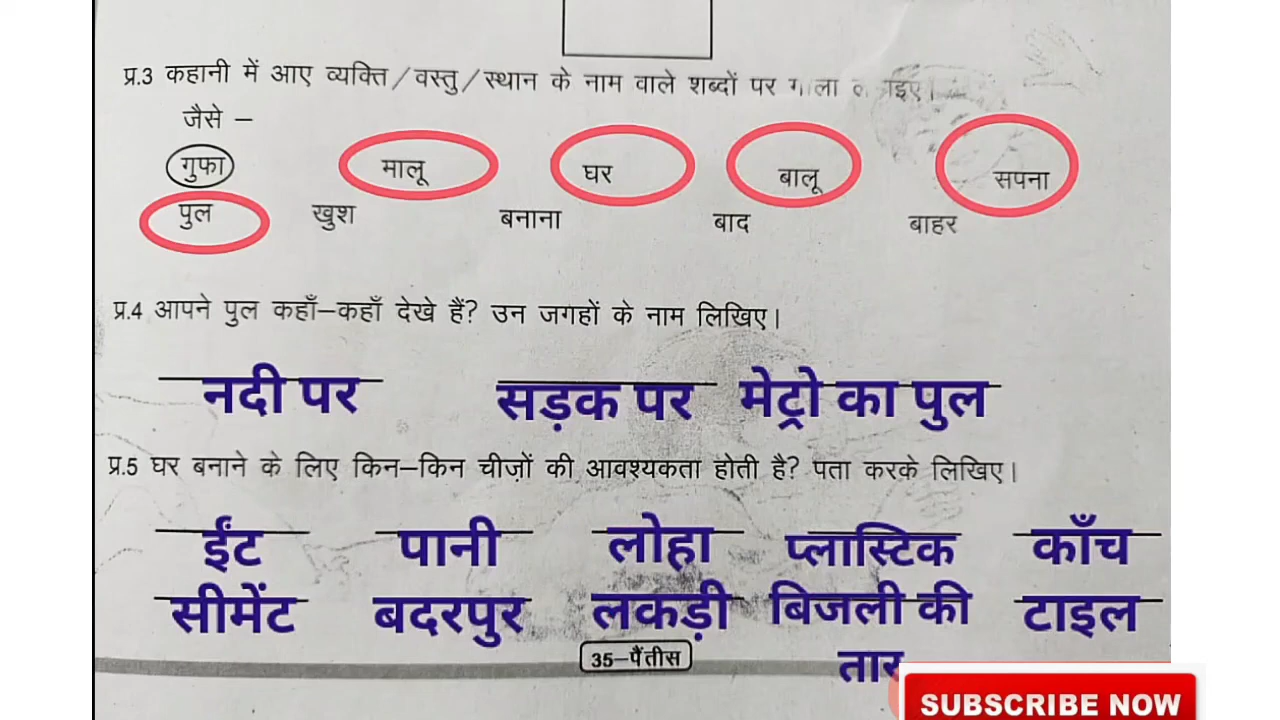 प्र.3 कहानी में आए व्यक्ति/वस्तु/स्थान के नाम वाले शब्दों पर
जैसे –
गुफा मालू घर बालू सपना
पुल खुश बनाना बाद बाहर
प्र.4 आपने पुल कहाँ–कहाँ देखे हैं? उन जगहों के नाम लिखिए।
नदी पर सड़क पर मेट्रो का पुल
प्र.5 घर बनाने के लिए किन–किन चीज़ों की आवश्यकता होती है? पता करके लिखिए।
ईंट पानी लोहा प्लास्टिक काँच
सीमेंट बदरपुर लकड़ी बिजली की टाइल
तार
35–पैंतीस
SUBSCRIBE NOW